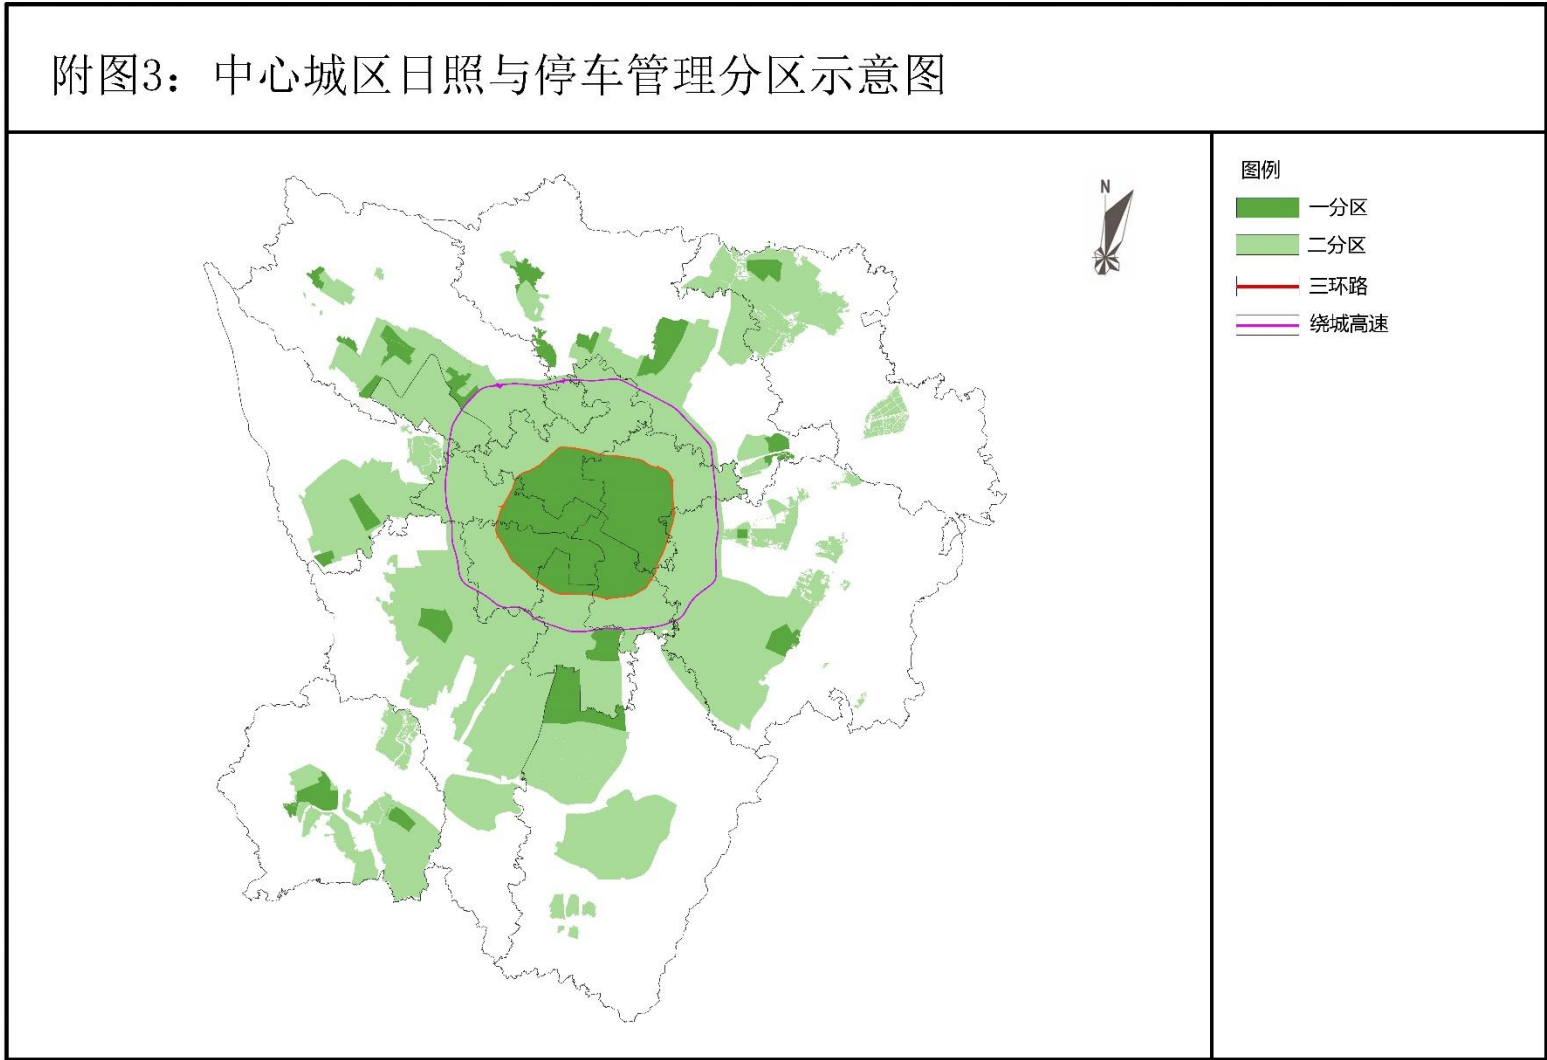 附图3：中心城区日照与停车管理分区示意图
N
图例
一分区
二分区
三环路
绕城高速